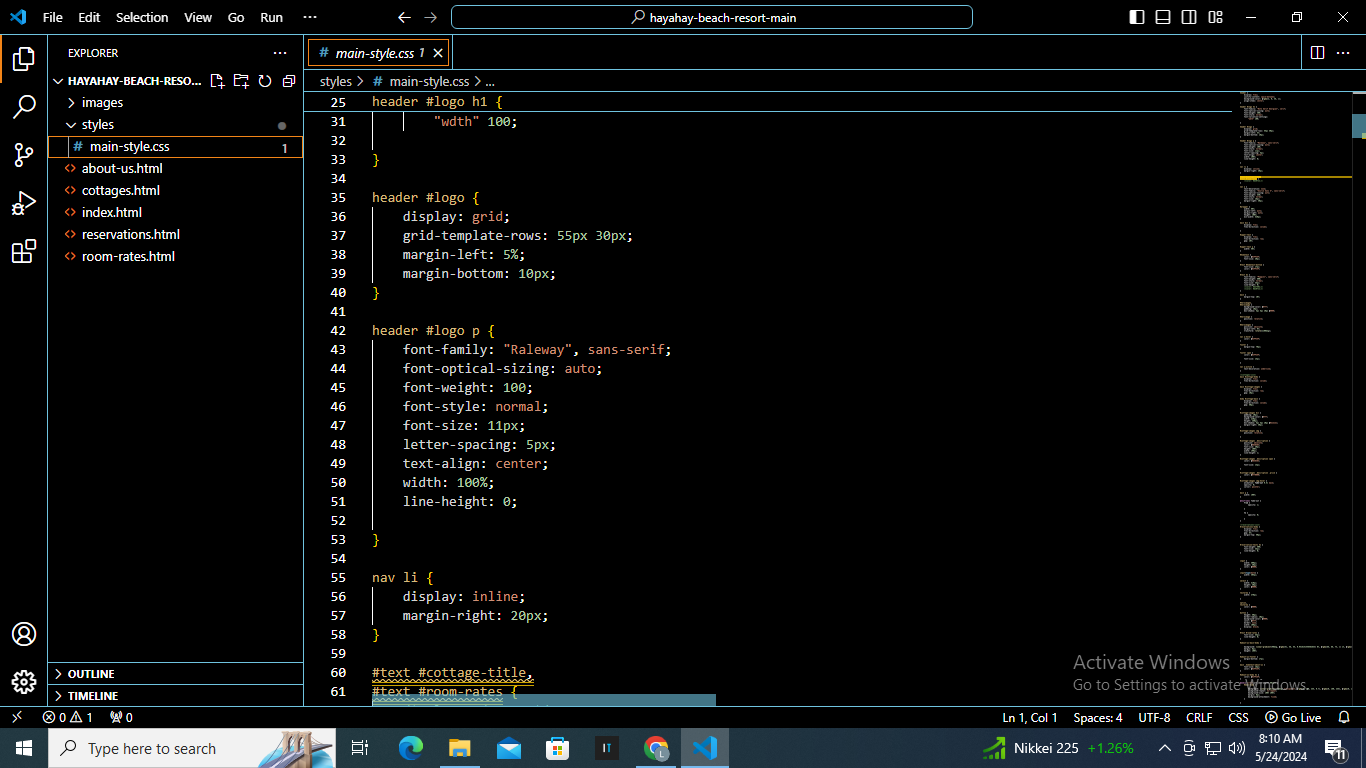 File Edit Selection View Go Run ··· hayahay-beach-resort-main
EXPLORER ···
# main-style.css 1
HAYAHAY-BEACH-RESO...
styles > # main-style.css > ...
images
styles
# main-style.css 1
<> about-us.html
<> cottages.html
<> index.html
<> reservations.html
<> room-rates.html
OUTLINE
TIMELINE
25 header #logo h1 {
31 "wdth" 100;
32
33 }
34
35 header #logo {
36 display: grid;
37 grid-template-rows: 55px 30px;
38 margin-left: 5%;
39 margin-bottom: 10px;
40 }
41
42 header #logo p {
43 font-family: "Raleway", sans-serif;
44 font-optical-sizing: auto;
45 font-weight: 100;
46 font-style: normal;
47 font-size: 11px;
48 letter-spacing: 5px;
49 text-align: center;
50 width: 100%;
51 line-height: 0;
52
53 }
54
55 nav li {
56 display: inline;
57 margin-right: 20px;
58 }
59
60 #text #cottage-title,
61 #text #room-rates {
Activate Windows
Go to Settings to activate Windows.
0 1 0 Ln 1, Col 1 Spaces: 4 UTF-8 CRLF CSS Go Live
Type here to search IT L Nikkei 225 +1.26% 8:10 AM
5/24/2024 11